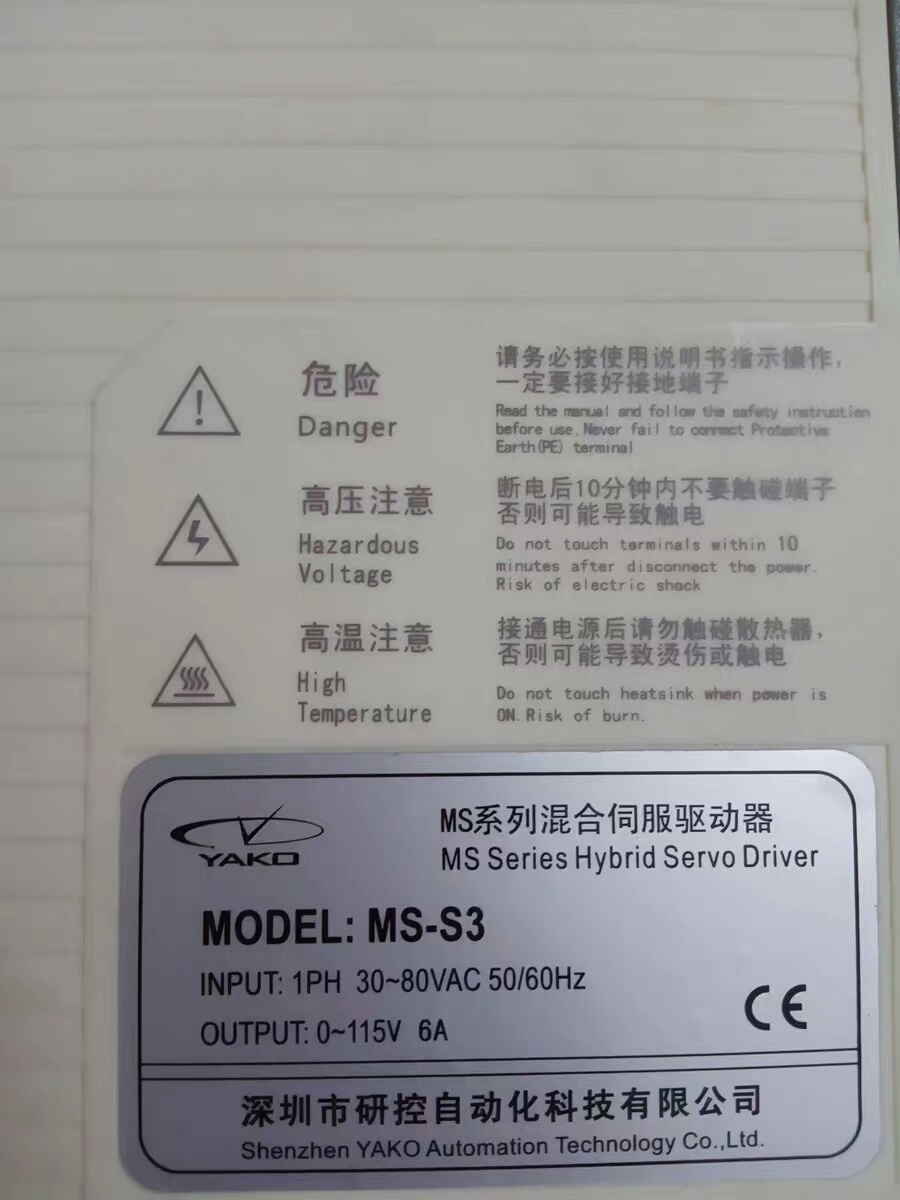 危险
Danger
请务必按使用说明书指示操作,
一定要接好接地端子
Read the manual and follow the safety instruction
before use.Never fail to connect Protective
Earth(PE) terminal
高压注意
Hazardous
Voltage
断电后10分钟内不要触碰端子
否则可能导致触电
Do not touch terminals within 10
minutes after disconnect the power.
Risk of electric shock
高温注意
High
Temperature
接通电源后请勿触碰散热器,
否则可能导致烫伤或触电
Do not touch heatsink when power is
ON.Risk of burn.
YAKO
MS系列混合伺服驱动器
MS Series Hybrid Servo Driver
MODEL: MS-S3
INPUT: 1PH 30~80VAC 50/60Hz
OUTPUT: 0~115V 6A
CE
深圳市研控自动化科技有限公司
Shenzhen YAKO Automation Technology Co.,Ltd.